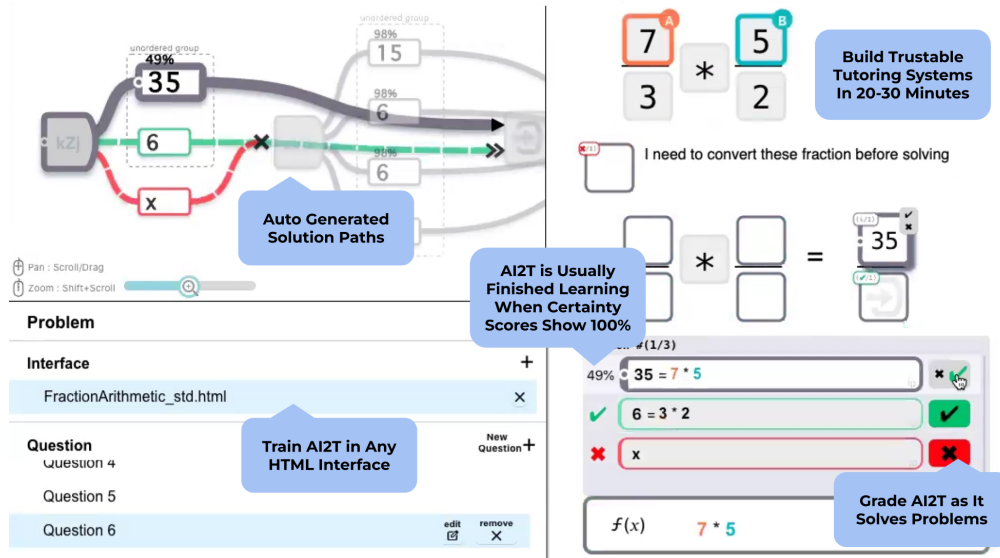 unordered group
49%
35
6
x
kZj
unordered group
98%
15
98%
6
98%
6
Auto Generated
Solution Paths
Pan : Scroll/Drag
Zoom : Shift+Scroll
Problem
Interface
+
FractionArithmetic_std.html
×
Train AI2T in Any
HTML Interface
Question
New
Question +
Question 4
Question 5
Question 6
edit
remove
×
7
A
5
B
*
3
2
Build Trustable
Tutoring Systems
In 20-30 Minutes
I need to convert these fraction before solving
*
=
35
AI2T is Usually
Finished Learning
When Certainty
Scores Show 100%
#(1/3)
49%
35 = 7 * 5
6 = 3 * 2
x
Grade AI2T as It
Solves Problems
f(x)
7 * 5